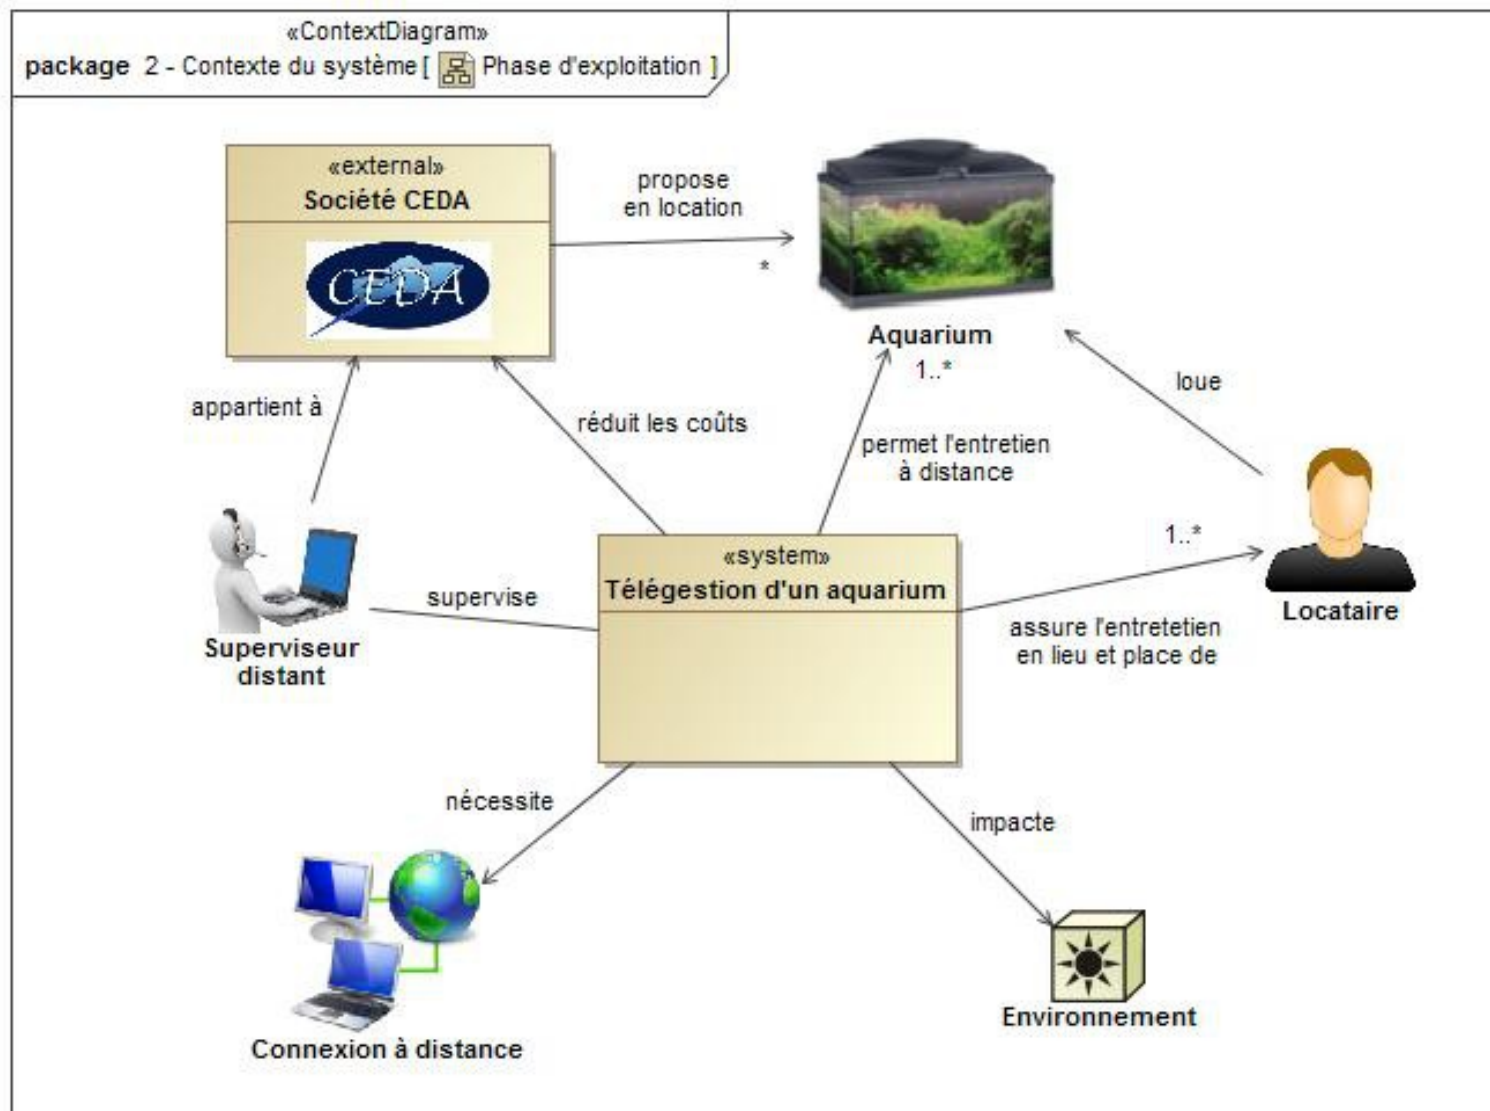 «ContextDiagram»
package 2 - Contexte du système [ Phase d'exploitation ]
«external»
Société CEDA
CEDA
propose
en location
*
Aquarium
1..*
appartient à
réduit les coûts
loue
permet l'entretien
à distance
1..*
«system»
Télégestion d'un aquarium
supervise
Superviseur
distant
Locataire
assure l'entretetien
en lieu et place de
nécessite
impacte
Connexion à distance
Environnement